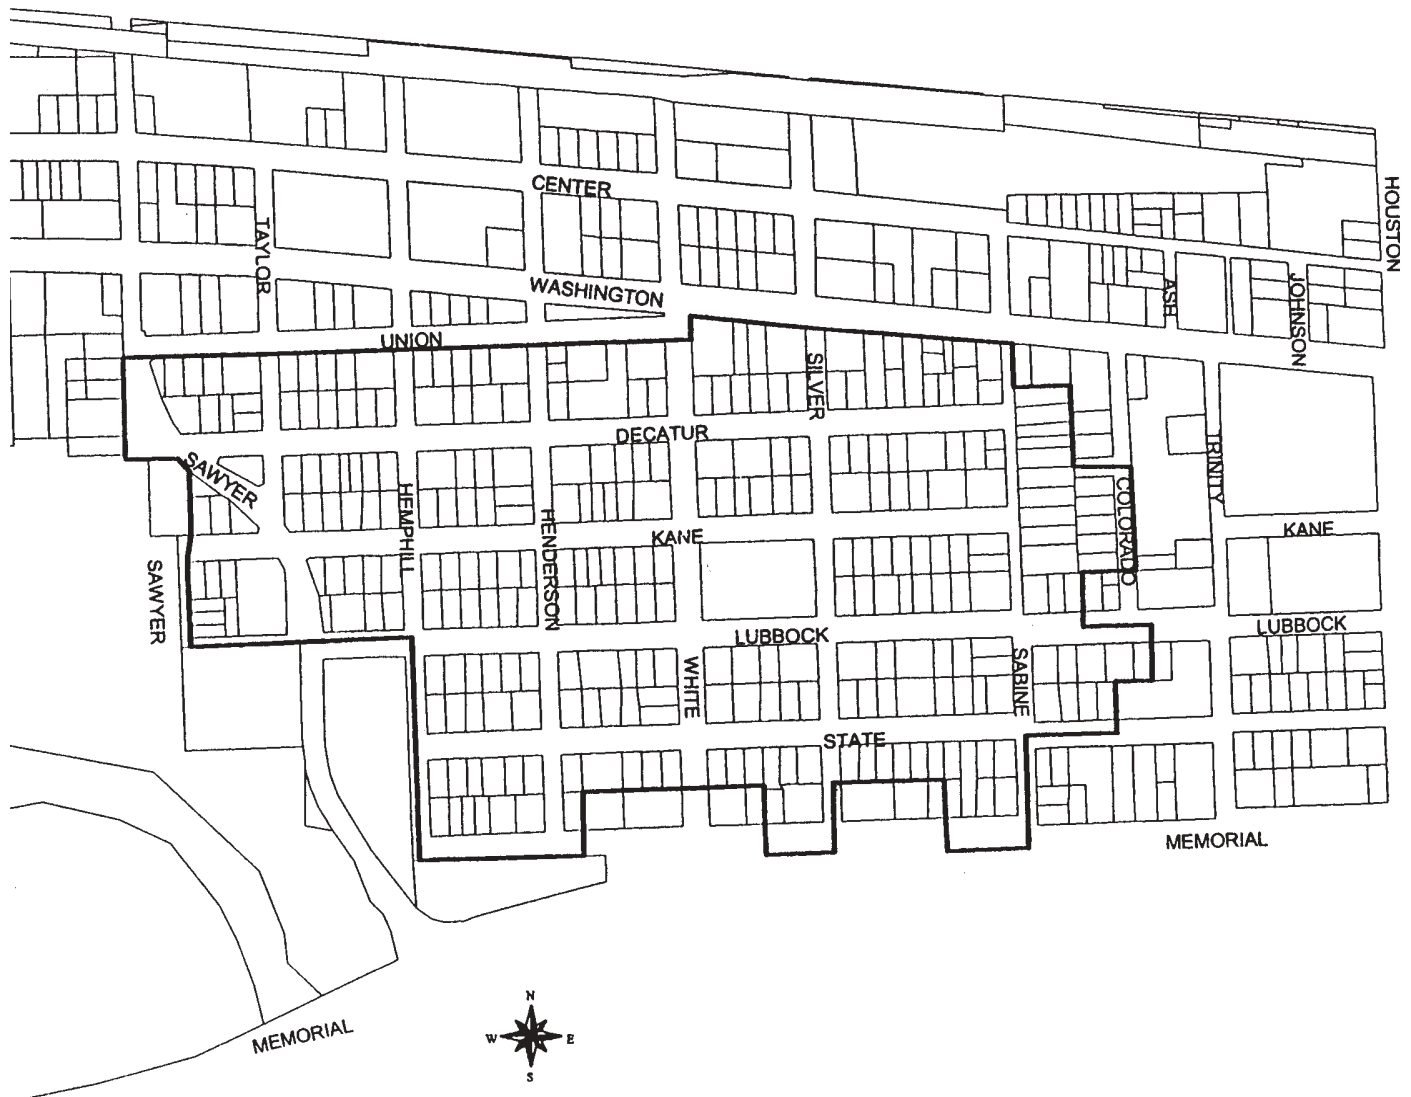 CENTER
HOUSTON
TAYLOR
WASHINGTON
ASH
JOHNSON
UNION
SILVER
DECATUR
TRINITY
SAWYER
HEMPHILL
HENDERSON
COLORADO
KANE
KANE
SAWYER
LUBBOCK
LUBBOCK
WHITE
SABINE
STATE
MEMORIAL
MEMORIAL
N
W E
S